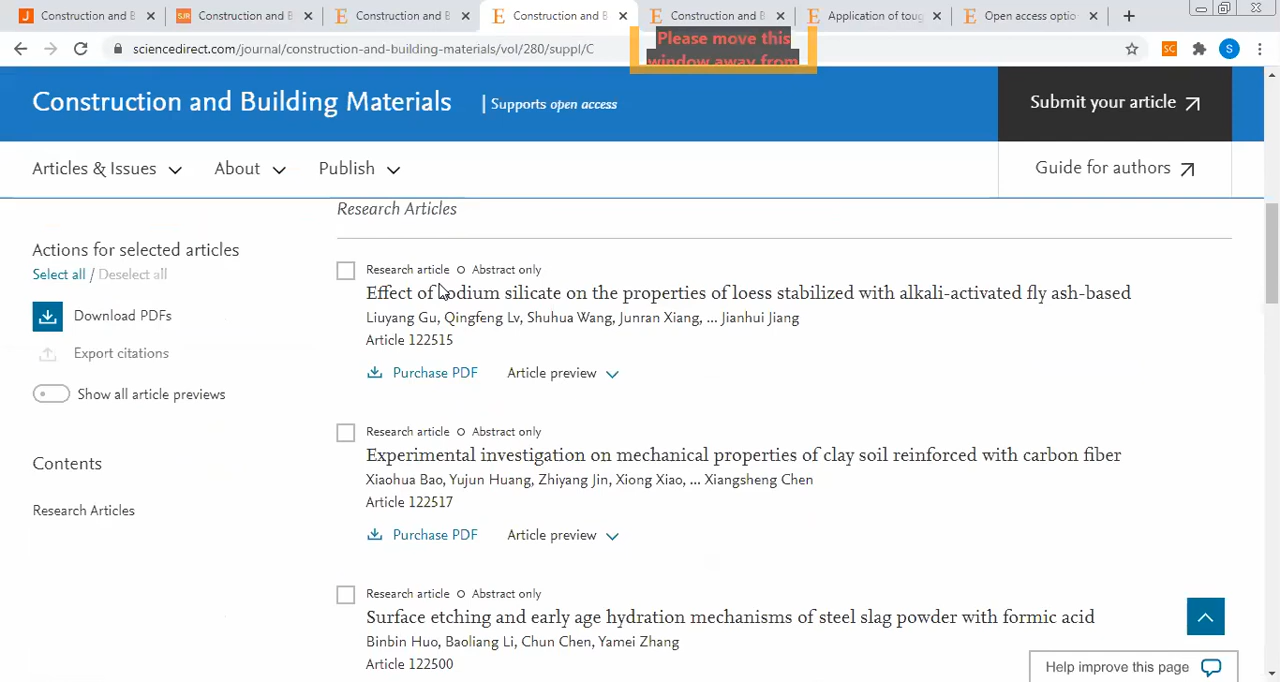 Construction and B
SJR Construction and B
Construction and B
Construction and B
Construction and B
Application of toug
Open access optio
sciencedirect.com/journal/construction-and-building-materials/vol/280/suppl/C
Please move this
window away from
SC
S
Construction and Building Materials
Supports open access
Submit your article
Articles & Issues
About
Publish
Guide for authors
Research Articles
Actions for selected articles
Select all / Deselect all
Download PDFs
Export citations
Show all article previews
Contents
Research Articles
Research article Abstract only
Effect of sodium silicate on the properties of loess stabilized with alkali-activated fly ash-based
Liuyang Gu, Qingfeng Lv, Shuhua Wang, Junran Xiang, ... Jianhui Jiang
Article 122515
Purchase PDF Article preview
Research article Abstract only
Experimental investigation on mechanical properties of clay soil reinforced with carbon fiber
Xiaohua Bao, Yujun Huang, Zhiyang Jin, Xiong Xiao, ... Xiangsheng Chen
Article 122517
Purchase PDF Article preview
Research article Abstract only
Surface etching and early age hydration mechanisms of steel slag powder with formic acid
Binbin Huo, Baoliang Li, Chun Chen, Yamei Zhang
Article 122500
Help improve this page